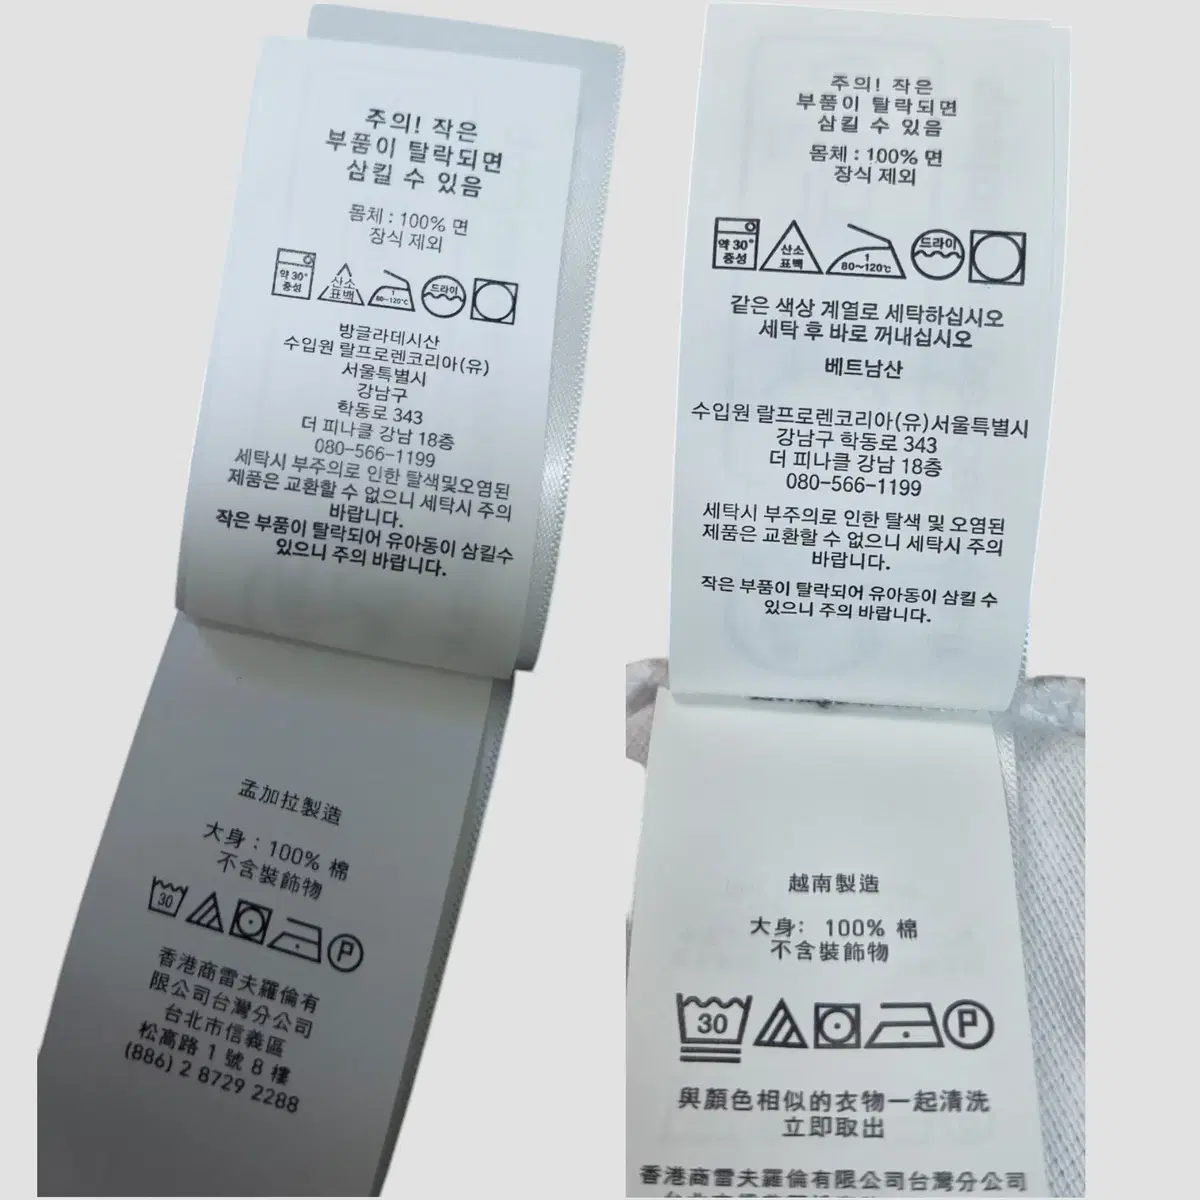 주의! 작은
부품이 탈락되면
삼킬 수 있음
몸체 : 100% 면
장식 제외
약 30°
중성
산소
표백
1
80~120℃
드라이
방글라데시산
수입원 랄프로렌코리아(유)
서울특별시
강남구
학동로 343
더 피나클 강남 18층
080-566-1199
세탁시 부주의로 인한 탈색및오염된
제품은 교환할 수 없으니 세탁시 주의
바랍니다.
작은 부품이 탈락되어 유아동이 삼킬수
있으니 주의 바랍니다.
孟加拉製造
大身：100% 棉
不含裝飾物
30
P
香港商雷夫羅倫有
限公司台灣分公司
台北市信義區
松高路 1 號 8 樓
(886) 2 8729 2288
주의! 작은
부품이 탈락되면
삼킬 수 있음
몸체 : 100% 면
장식 제외
약 30°
중성
산소
표백
1
80~120℃
드라이
같은 색상 계열로 세탁하십시오
세탁 후 바로 꺼내십시오
베트남산
수입원 랄프로렌코리아(유)서울특별시
강남구 학동로 343
더 피나클 강남 18층
080-566-1199
세탁시 부주의로 인한 탈색 및 오염된
제품은 교환할 수 없으니 세탁시 주의
바랍니다.
작은 부품이 탈락되어 유아동이 삼킬 수
있으니 주의 바랍니다.
越南製造
大身： 100% 棉
不含裝飾物
30
P
與顏色相似的衣物一起清洗
立即取出
香港商雷夫羅倫有限公司台灣分公司